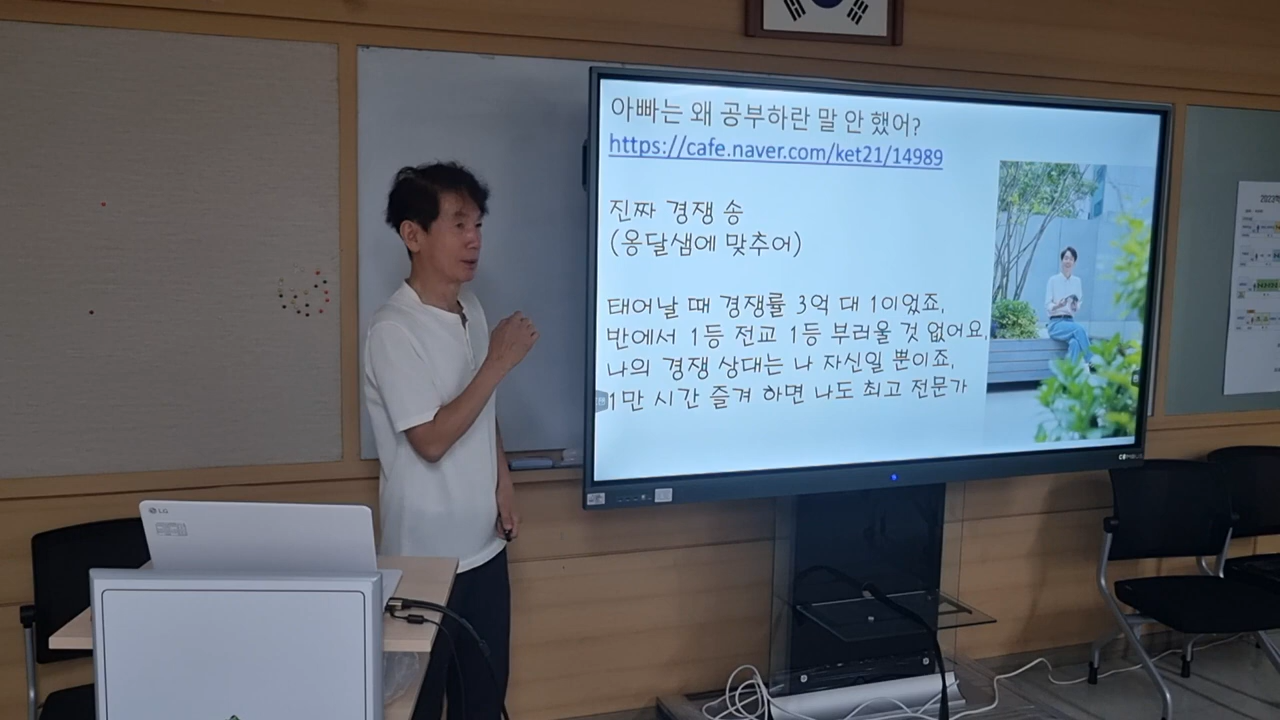 아빠는 왜 공부하란 말 안 했어?
https://cafe.naver.com/ket21/14989
진짜 경쟁 송
(옹달샘에 맞추어)
태어날 때 경쟁률 3억 대 1이었죠,
반에서 1등 전교 1등 부러울 것 없어요,
나의 경쟁 상대는 나 자신일 뿐이죠,
1만 시간 즐겨 하면 나도 최고 전문가
LG